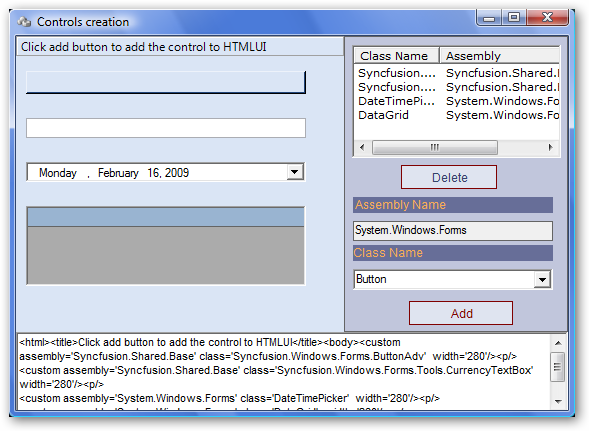 Controls creation
Click add button to add the control to HTMLUI
Monday , February 16, 2009
Class Name Assembly
Syncfusion.... Syncfusion.Shared.
Syncfusion.... Syncfusion.Shared.
DateTimePi... System.Windows.Fo
DataGrid System.Windows.Fo
Delete
Assembly Name
System.Windows.Forms
Class Name
Button
Add
<html><title>Click add button to add the control to HTMLUI</title><body><custom
assembly='Syncfusion.Shared.Base' class='Syncfusion.Windows.Forms.ButtonAdv' width='280'/><p/>
<custom assembly='Syncfusion.Shared.Base' class='Syncfusion.Windows.Forms.Tools.CurrencyTextBox'
width='280'/><p/>
<custom assembly='System.Windows.Forms' class='DateTimePicker' width='280'/><p/>